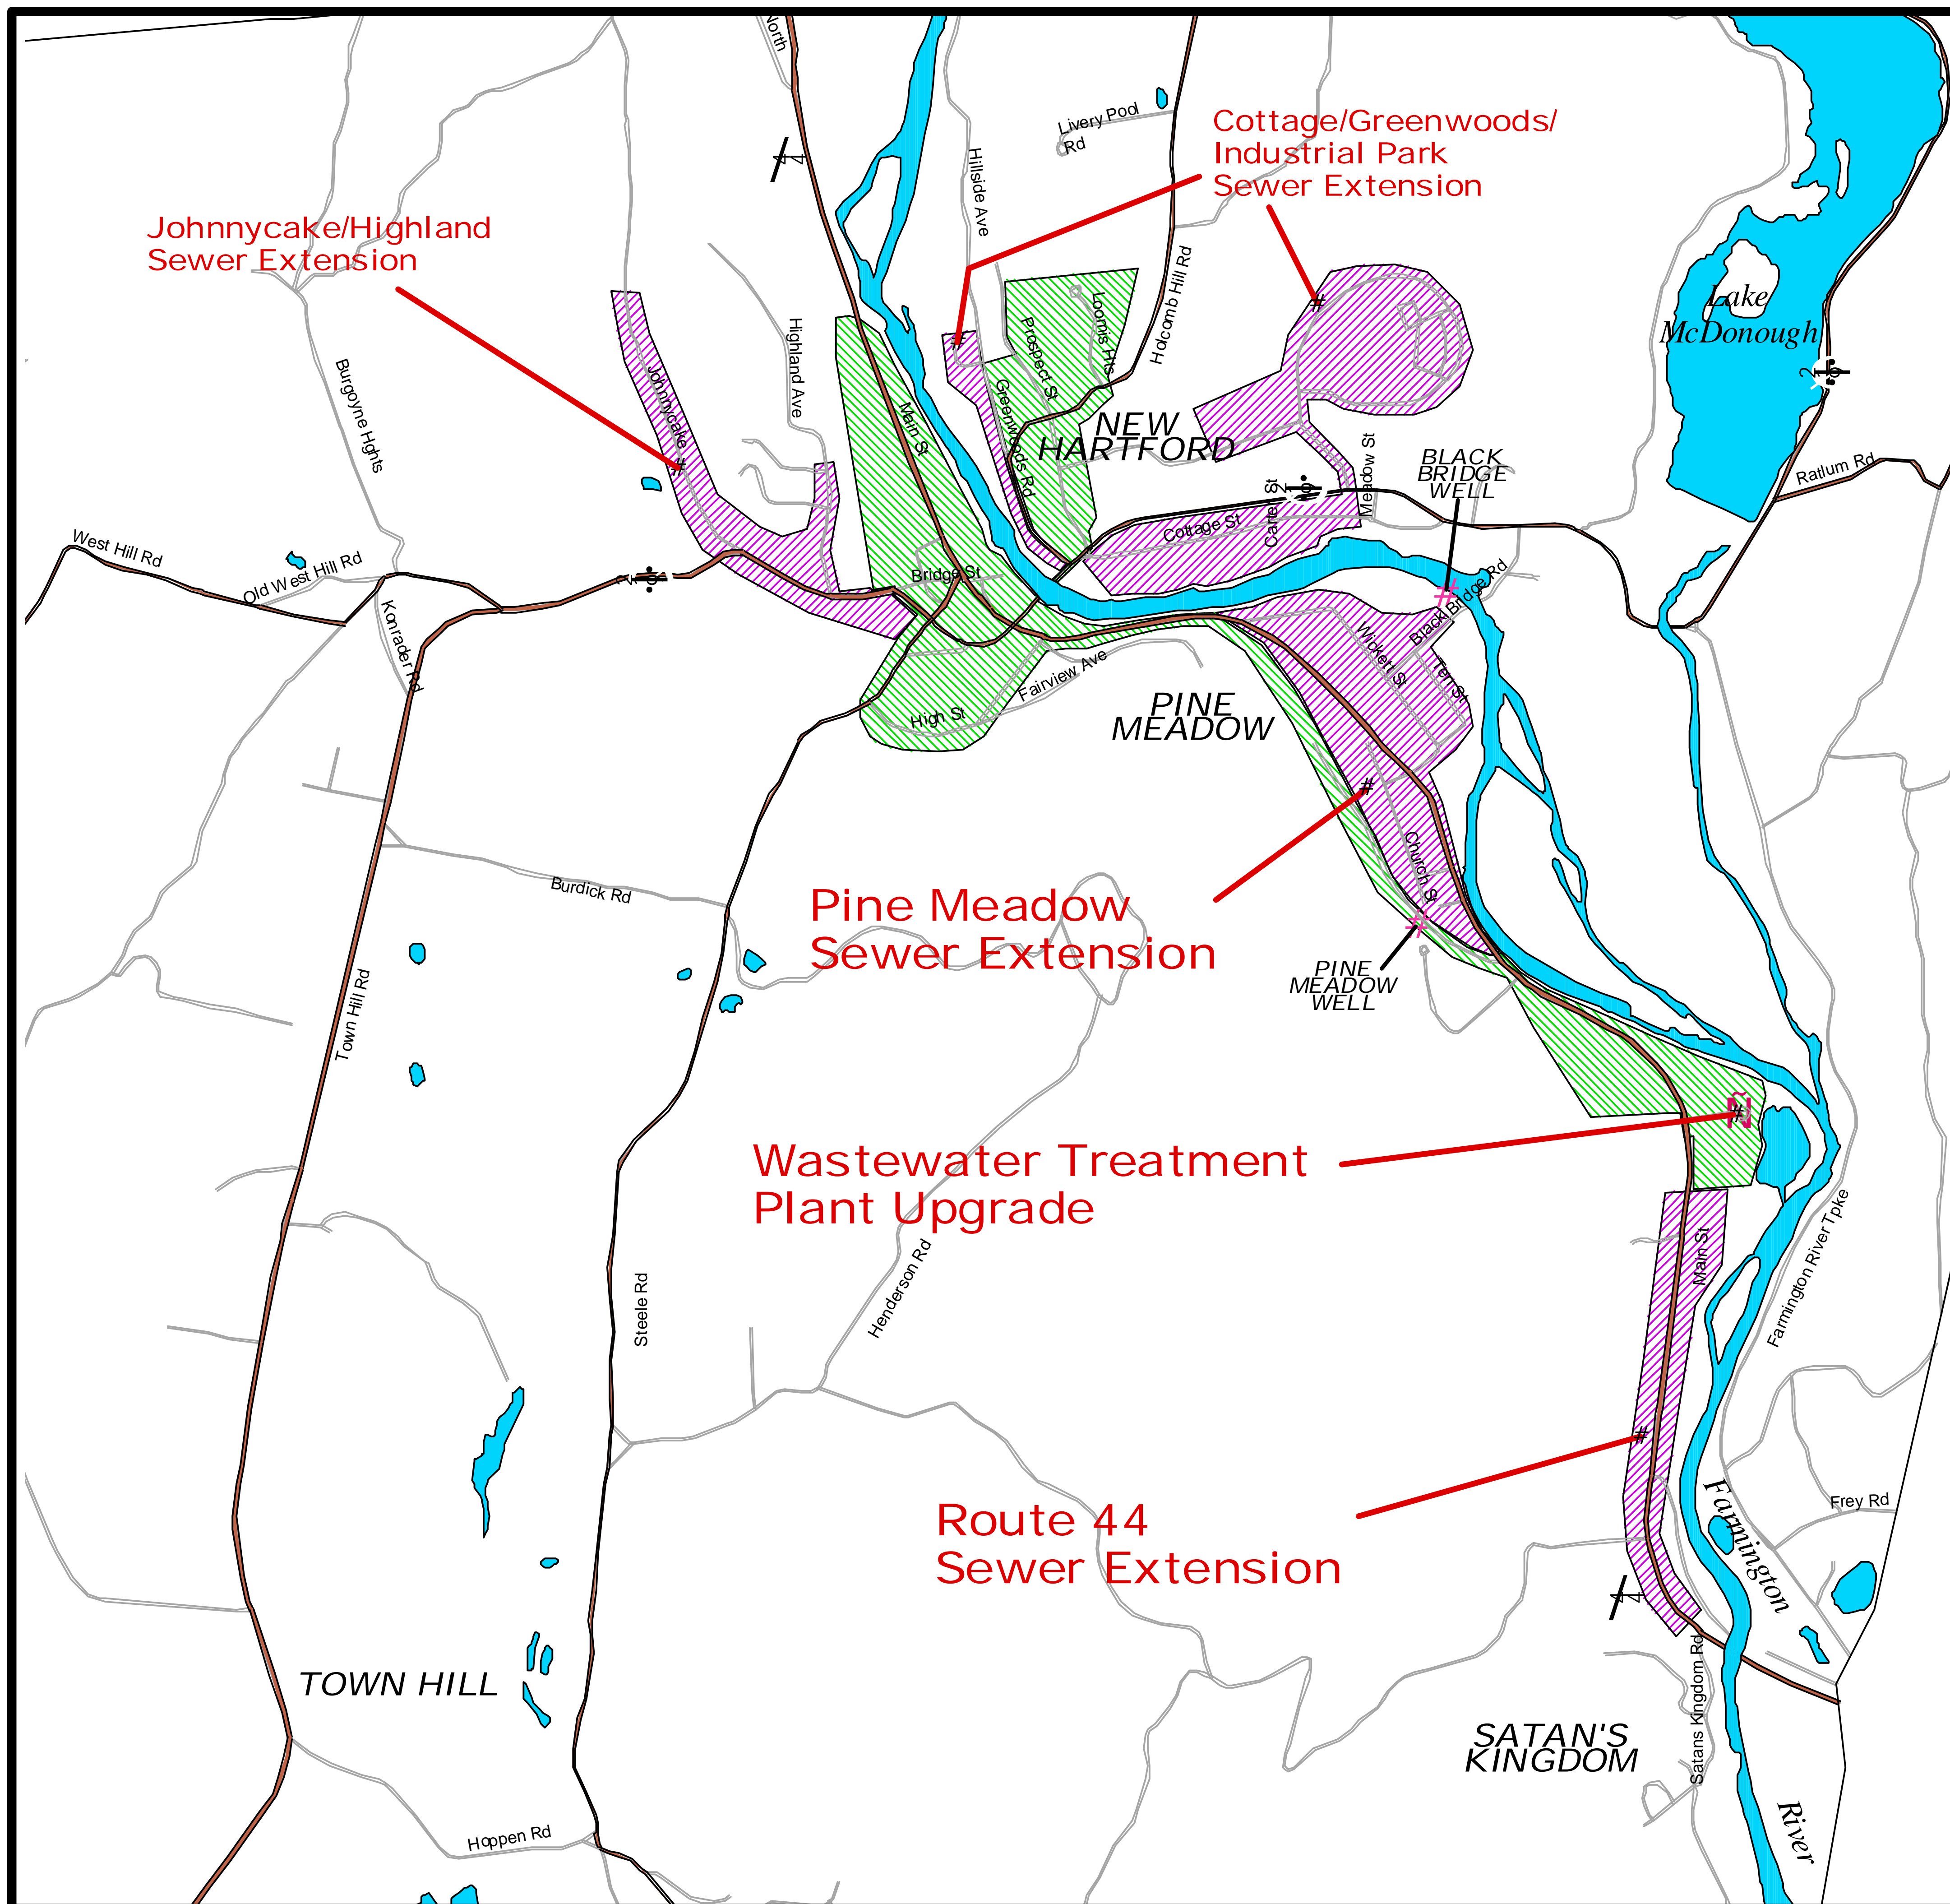 North
44
Livery Pool
Rd
Hillside Ave
Cottage/Greenwoods/
Industrial Park
Sewer Extension
Johnnycake/Highland
Sewer Extension
Lake
McDonough
Holcomb Hill Rd
Loomis Hts
Prospect St
Highland Ave
Burgoyne Hghts
Johnnycake
Main St
Greenwoods Rd
NEW
HARTFORD
Meadow St
BLACK
BRIDGE
WELL
Ratlum Rd
Carter St
Cottage St
West Hill Rd
Old West Hill Rd
Bridge St
Black Bridge Rd
Konrader Rd
Wickett St
Terri St
Fairview Ave
High St
PINE
MEADOW
Church St
Burdick Rd
Pine Meadow
Sewer Extension
PINE
MEADOW
WELL
Town Hill Rd
Wastewater Treatment
Plant Upgrade
Main St
Farmington River Tpke
Steele Rd
Henderson Rd
Route 44
Sewer Extension
Frey Rd
Farmington
44
Satans Kingdom Rd
TOWN HILL
SATAN'S
KINGDOM
River
Hoppen Rd